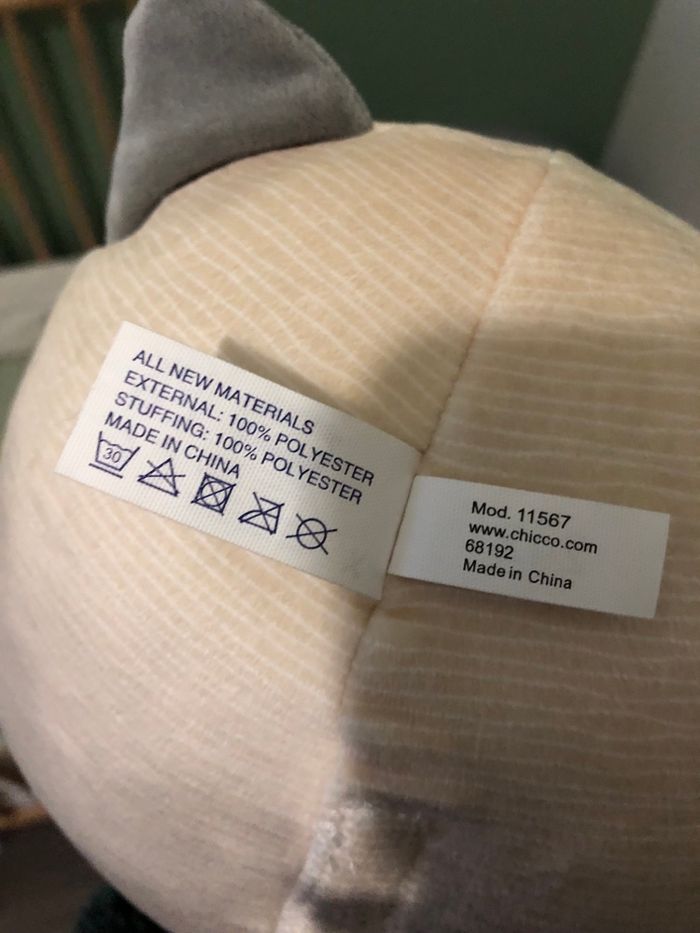 ALL NEW MATERIALS
EXTERNAL: 100% POLYESTER
STUFFING: 100% POLYESTER
MADE IN CHINA
30
Mod. 11567
www.chicco.com
68192
Made in China